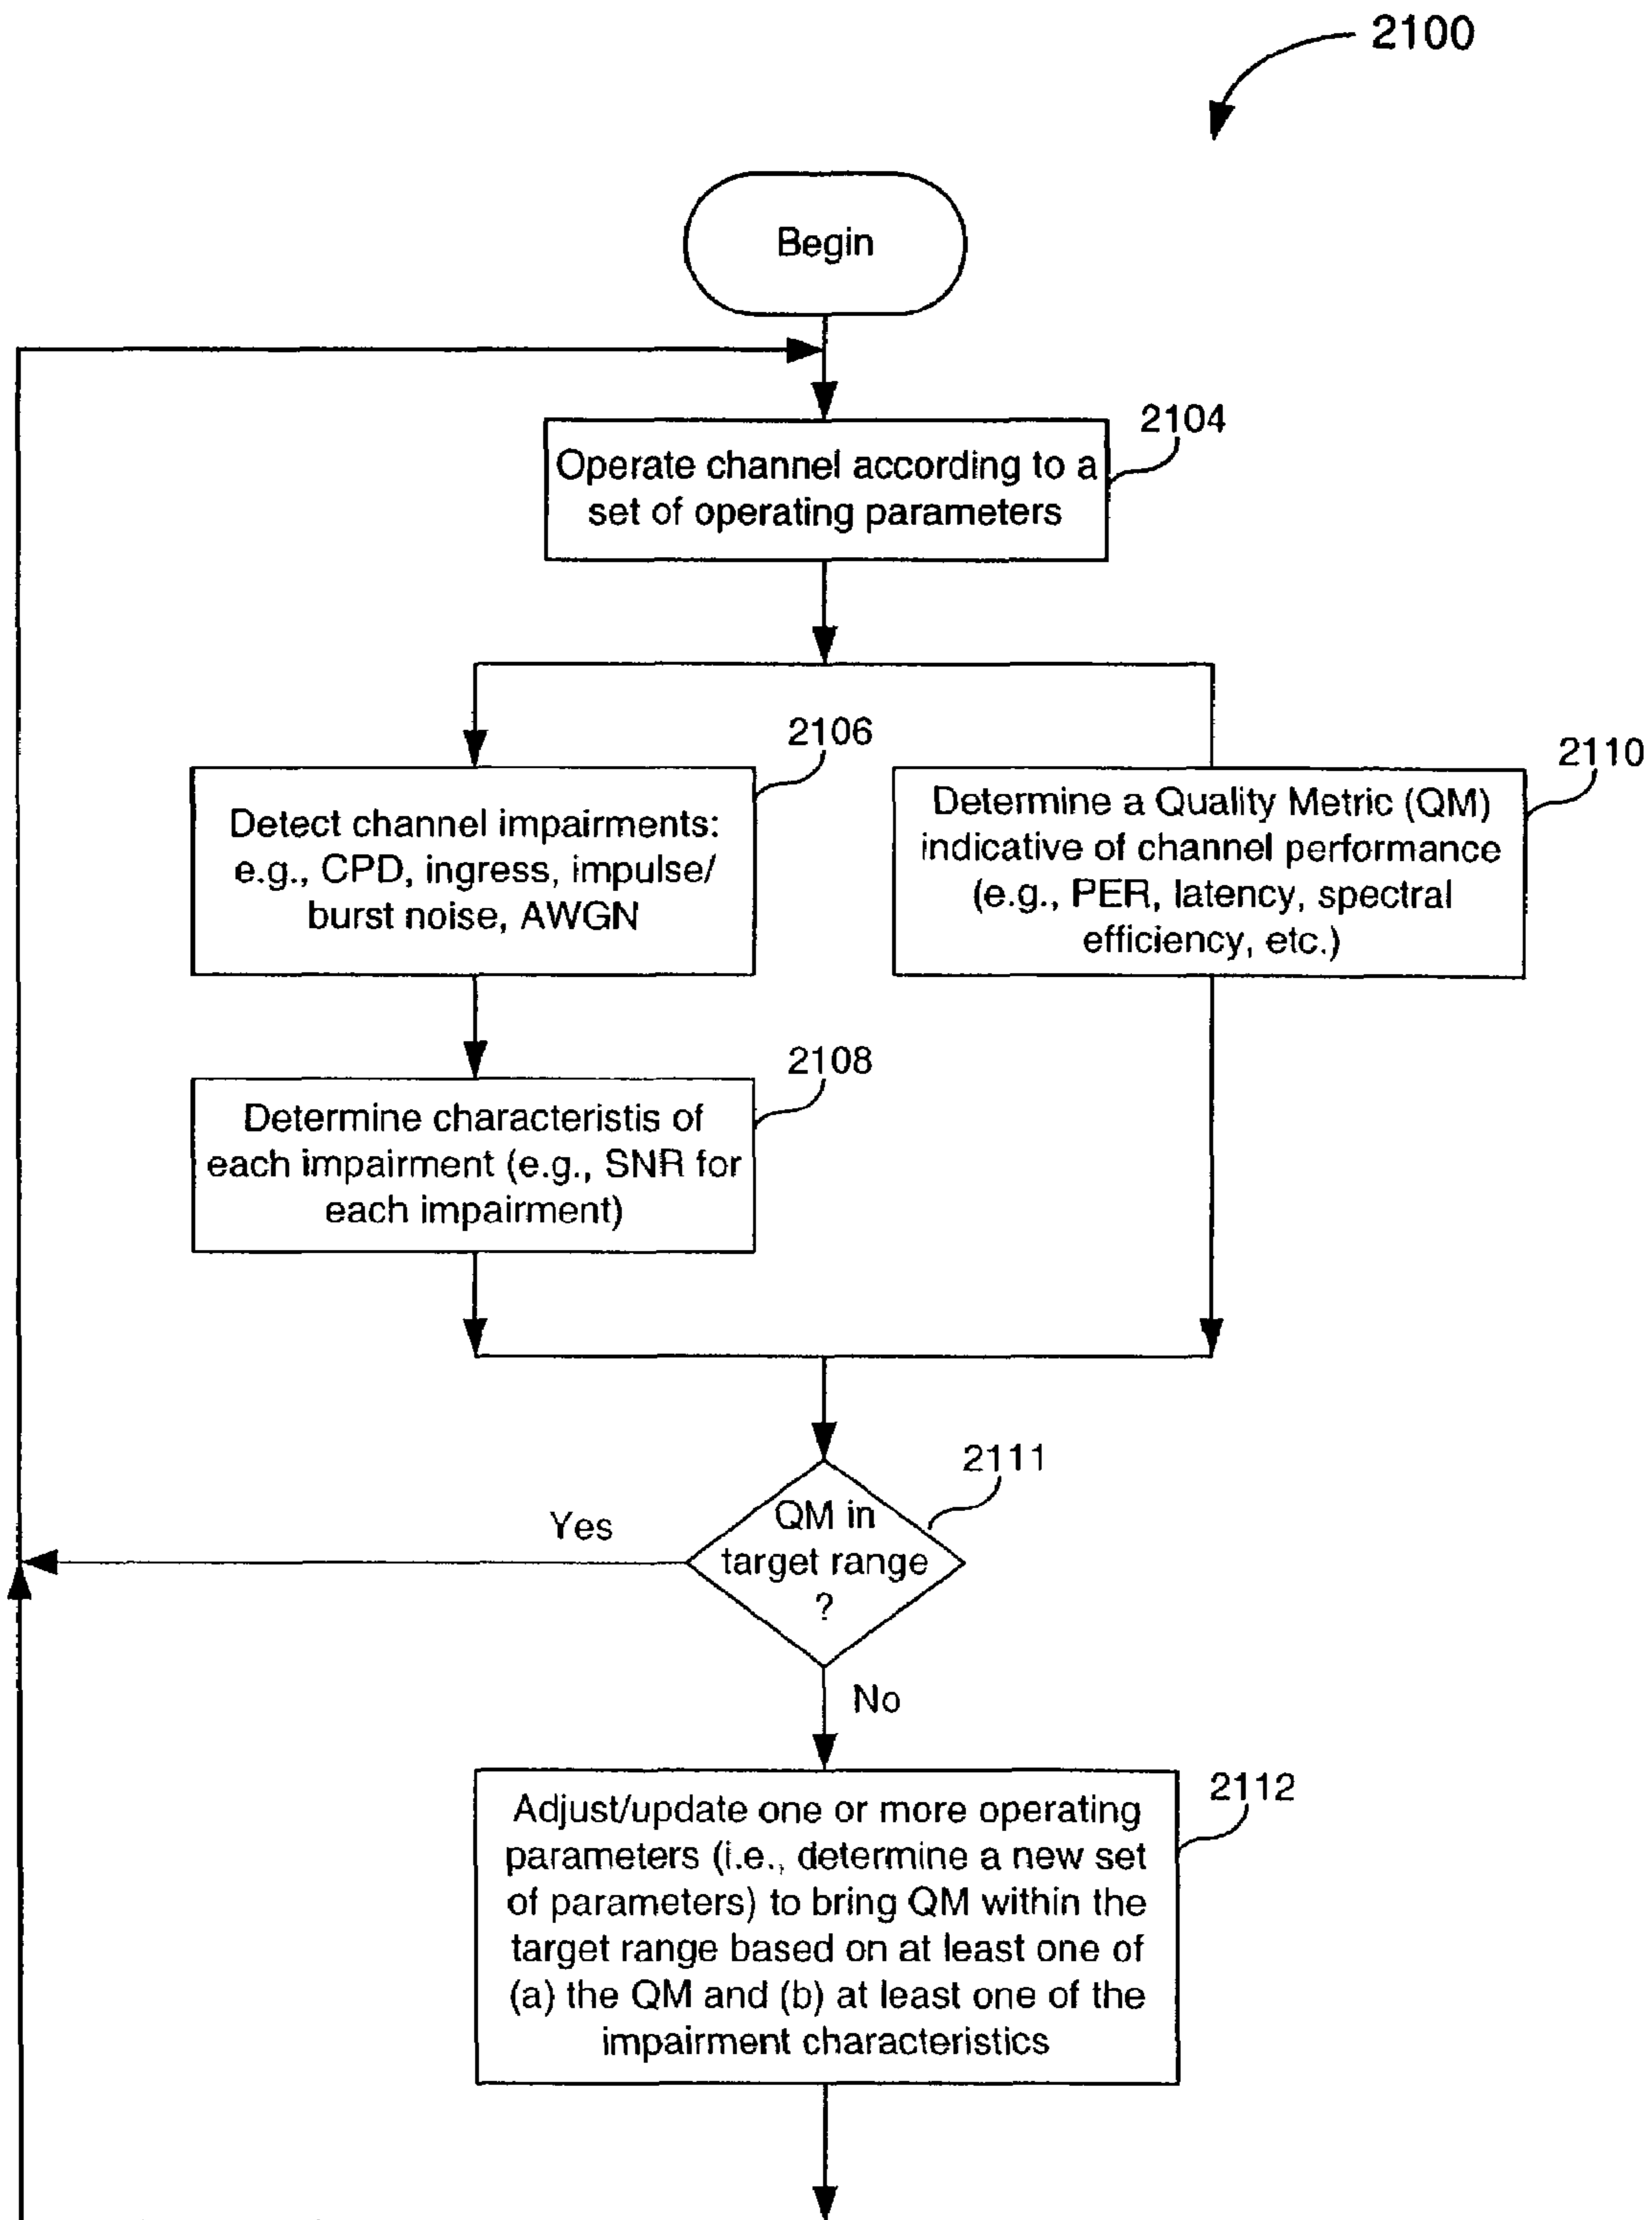 2100
Begin
2104
Operate channel according to a
set of operating parameters
2106
Detect channel impairments:
e.g., CPD, ingress, impulse/
burst noise, AWGN
2110
Determine a Quality Metric (QM)
indicative of channel performance
(e.g., PER, latency, spectral
efficiency, etc.)
2108
Determine characteristis of
each impairment (e.g., SNR for
each impairment)
2111
QM in
target range
?
Yes
No
2112
Adjust/update one or more operating
parameters (i.e., determine a new set
of parameters) to bring QM within the
target range based on at least one of
(a) the QM and (b) at least one of the
impairment characteristics